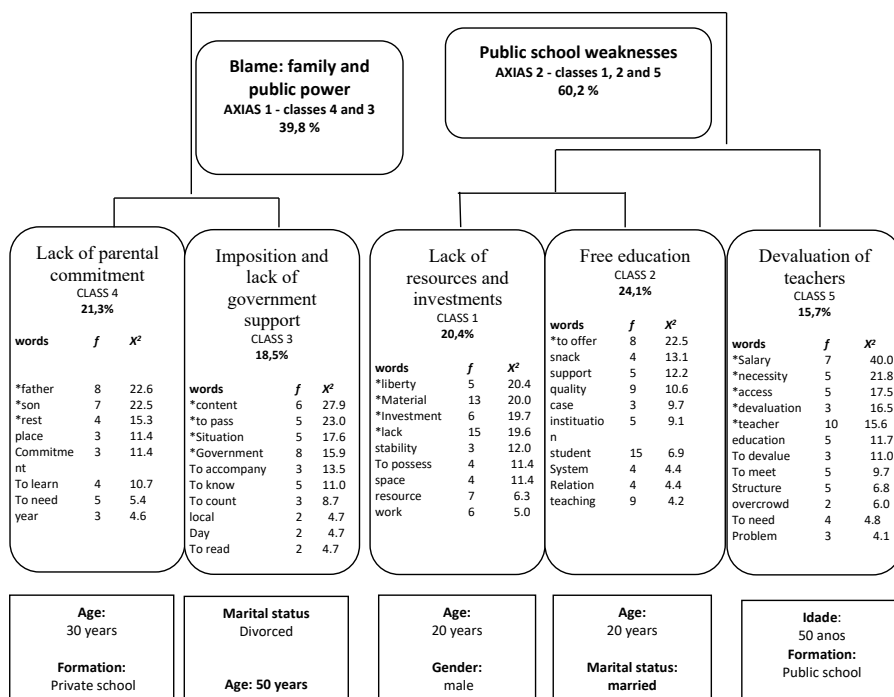 Blame: family and
public power
AXIAS 1 - classes 4 and 3
39,8 %
Public school weaknesses
AXIAS 2 - classes 1, 2 and 5
60,2 %
Lack of parental
commitment
CLASS 4
21,3%
words f X²
*father 8 22.6
*son 7 22.5
*rest 4 15.3
place 3 11.4
Commitme 3 11.4
nt
To learn 4 10.7
To need 5 5.4
year 3 4.6
Imposition and
lack of
government
support
CLASS 3
18,5%
words f X²
*content 6 27.9
*to pass 5 23.0
*Situation 5 17.6
*Government 8 15.9
To accompany 3 13.5
To know 5 11.0
To count 3 8.7
local 2 4.7
Day 2 4.7
To read 2 4.7
Lack of
resources and
investments
CLASS 1
20,4%
words f X²
*liberty 5 20.4
*Material 13 20.0
*Investment 6 19.7
*lack 15 19.6
stability 3 12.0
To possess 4 11.4
space 4 11.4
resource 7 6.3
work 6 5.0
Free education
CLASS 2
24,1%
words f X²
*to offer 8 22.5
snack 4 13.1
support 5 12.2
quality 9 10.6
case 3 9.7
instituatio 5 9.1
n
student 15 6.9
System 4 4.4
Relation 4 4.4
teaching 9 4.2
Devaluation of
teachers
CLASS 5
15,7%
words f X²
*Salary 7 40.0
*necessity 5 21.8
*access 5 17.5
*devaluation 3 16.5
*teacher 10 15.6
education 5 11.7
To devalue 3 11.0
To meet 5 9.7
Structure 5 6.8
overcrowd 2 6.0
To need 4 4.8
Problem 3 4.1
Age:
30 years
Formation:
Private school
Marital status
Divorced
Age: 50 years
Age:
20 years
Gender:
male
Age:
20 years
Marital status:
married
Idade:
50 anos
Formation:
Public school